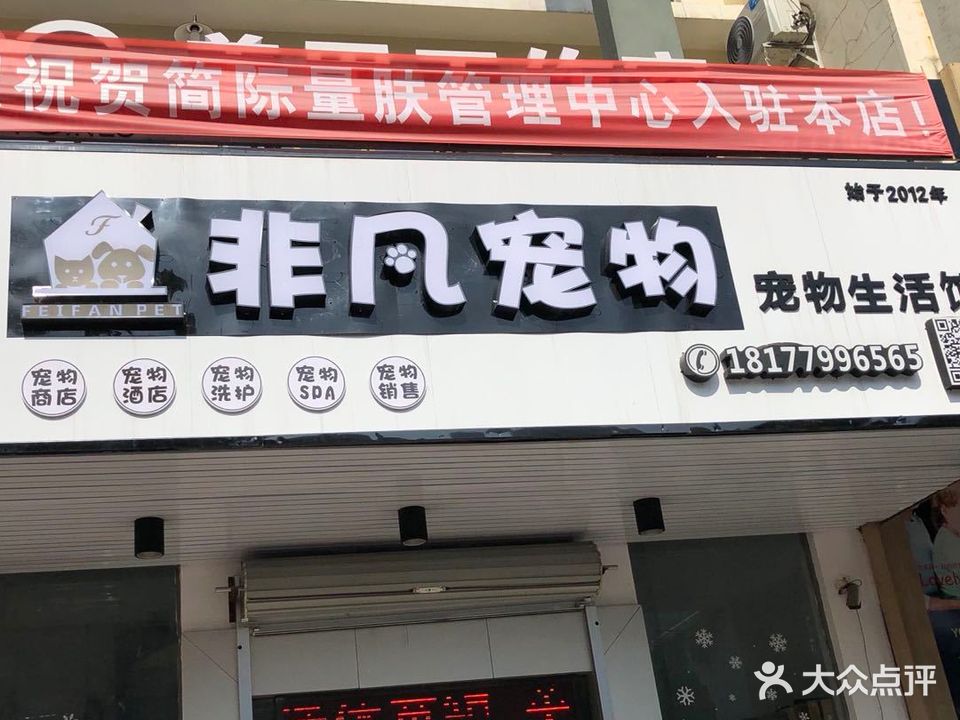 祝贺简际量肤管理中心入驻本店!
始于2012年
非凡宠物
F
FEIFAN PET
宠物生活馆
18177996565
宠物商店
宠物酒店
宠物洗护
宠物SDA
宠物销售
Lovel
大众点评